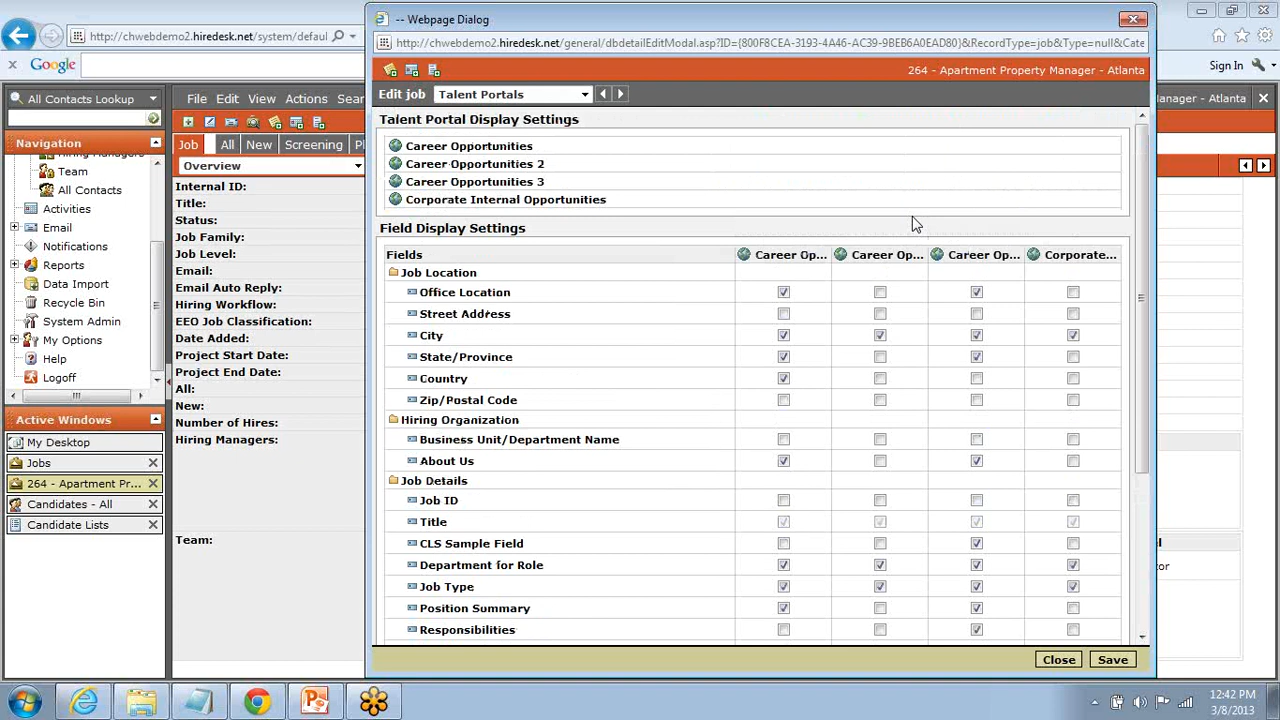 -- Webpage Dialog
http://chwebdemo2.hiredesk.net/system/defaul
http://chwebdemo2.hiredesk.net/general/dbdetailEditModal.asp?ID={800F8CEA-3193-4A46-AC39-9BEB6A0EAD80}&RecordType=job&Type=null&Cate
Google
Sign In
264 - Apartment Property Manager - Atlanta
All Contacts Lookup
File Edit View Actions Sear
Edit job Talent Portals
Manager - Atlanta
Navigation
Hiring Managers
Team
All Contacts
Activities
Email
Notifications
Reports
Data Import
Recycle Bin
System Admin
My Options
Help
Logoff
Active Windows
My Desktop
Jobs
264 - Apartment Pr...
Candidates - All
Candidate Lists
Job All New Screening
Overview
Internal ID:
Title:
Status:
Job Family:
Job Level:
Email:
Email Auto Reply:
Hiring Workflow:
EEO Job Classification:
Date Added:
Project Start Date:
Project End Date:
All:
New:
Number of Hires:
Hiring Managers:
Team:
Talent Portal Display Settings
Career Opportunities
Career Opportunities 2
Career Opportunities 3
Corporate Internal Opportunities
Field Display Settings
Fields Career Op... Career Op... Career Op... Corporate...
Job Location
Office Location
Street Address
City
State/Province
Country
Zip/Postal Code
Hiring Organization
Business Unit/Department Name
About Us
Job Details
Job ID
Title
CLS Sample Field
Department for Role
Job Type
Position Summary
Responsibilities
Close Save
12:42 PM
3/8/2013